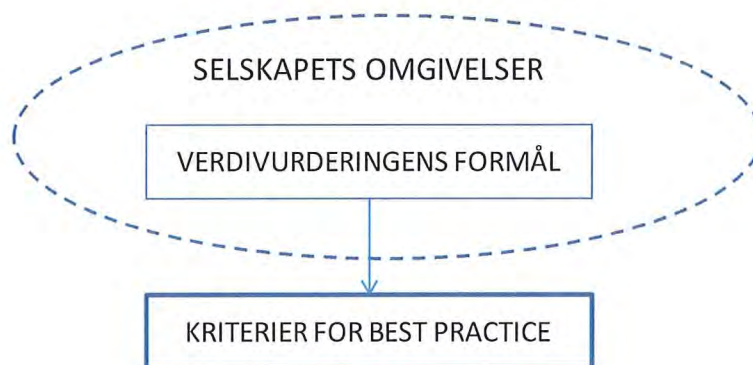 SELSKAPETS OMGIVELSER
VERDIVURDERINGENS FORMÅL
KRITERIER FOR BEST PRACTICE